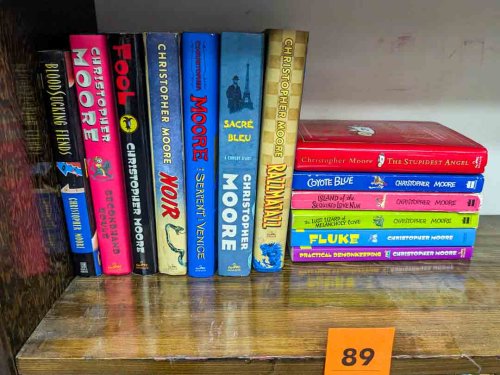 BLOODSUCKING FIENDS
CHRISTOPHER MOORE
CHRISTOPHER
MOORE
SECONDHAND
SOULS
FOOL
CHRISTOPHER
MOORE
CHRISTOPHER MOORE
NOIR
CHRISTOPHER
MOORE
THE SERPENT OF VENICE
SACRÉ
BLEU
A COMEDY D'ART
CHRISTOPHER
MOORE
CHRISTOPHER MOORE
RAZZMATAZZ
CHRISTOPHER MOORE THE STUPIDEST ANGEL
COYOTE BLUE CHRISTOPHER MOORE
ISLAND OF THE
SEQUINED LOVE NUN CHRISTOPHER MOORE
THE LUST LIZARD OF
MELANCHOLY COVE CHRISTOPHER MOORE
FLUKE CHRISTOPHER MOORE
PRACTICAL DEMONKEEPING CHRISTOPHER MOORE
89